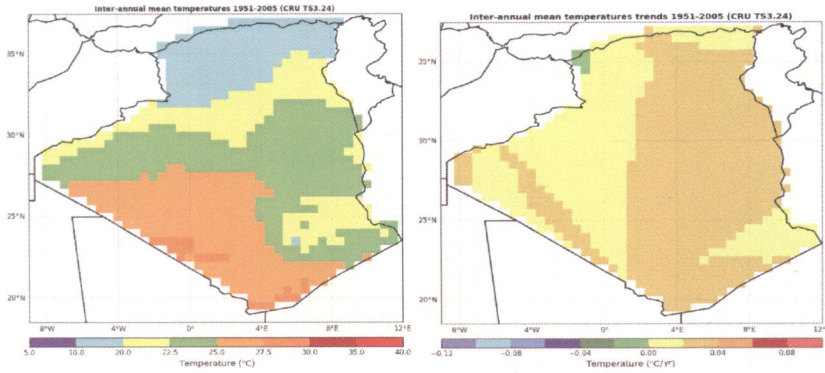 Inter-annual mean temperatures 1951-2005 (CRU TS3.24)
35°N
30°N
25°N
20°N
8°W 4°W 0° 4°E 8°E 12°E
5.0 10.0 20.0 22.5 25.0 27.5 30.0 35.0 40.0
Temperature (°C)
Inter-annual mean temperatures trends 1951-2005 (CRU TS3.24)
35°N
30°N
25°N
20°N
8°W 4°W 0° 4°E 8°E 12°E
−0.12 −0.08 −0.04 0.00 0.04 0.08
Temperature (°C/Yr)